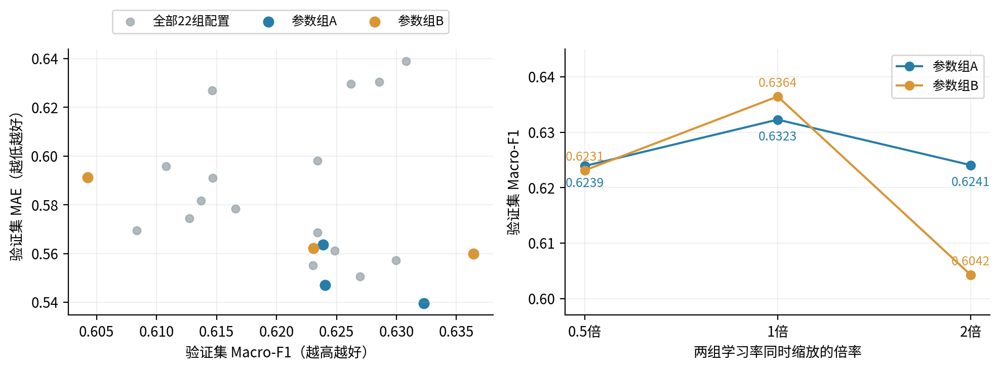 全部22组配置
参数组A
参数组B
0.64
0.62
0.60
0.58
0.56
0.54
验证集 MAE（越低越好）
0.605
0.610
0.615
0.620
0.625
0.630
0.635
验证集 Macro-F1（越高越好）
参数组A
参数组B
0.64
0.63
0.62
0.61
0.60
验证集 Macro-F1
0.6364
0.6323
0.6231
0.6239
0.6241
0.6042
0.5倍
1倍
2倍
两组学习率同时缩放的倍率